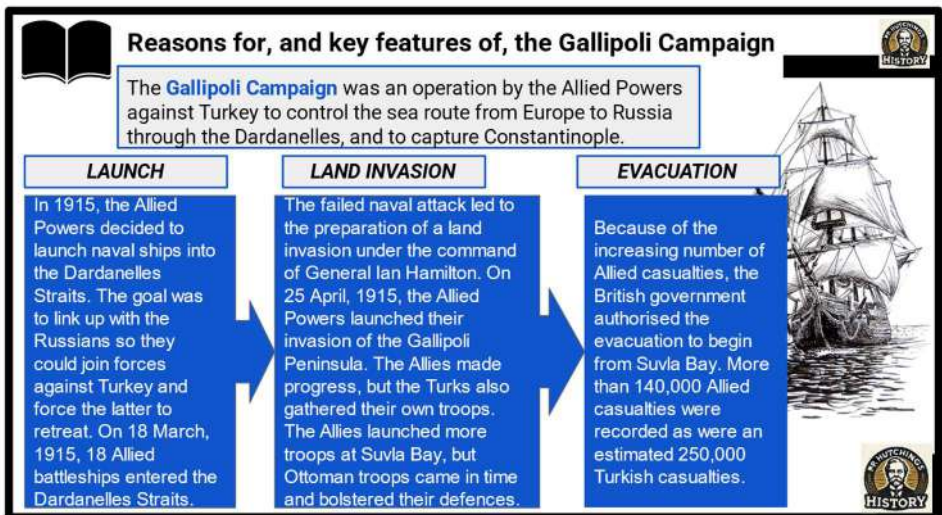 Reasons for, and key features of, the Gallipoli Campaign
The Gallipoli Campaign was an operation by the Allied Powers
against Turkey to control the sea route from Europe to Russia
through the Dardanelles, and to capture Constantinople.
LAUNCH
In 1915, the Allied
Powers decided to
launch naval ships into
the Dardanelles
Straits. The goal was
to link up with the
Russians so they
could join forces
against Turkey and
force the latter to
retreat. On 18 March,
1915, 18 Allied
battleships entered the
Dardanelles Straits.
LAND INVASION
The failed naval attack led to
the preparation of a land
invasion under the command
of General Ian Hamilton. On
25 April, 1915, the Allied
Powers launched their
invasion of the Gallipoli
Peninsula. The Allies made
progress, but the Turks also
gathered their own troops.
The Allies launched more
troops at Suvla Bay, but
Ottoman troops came in time
and bolstered their defences.
EVACUATION
Because of the
increasing number of
Allied casualties, the
British government
authorised the
evacuation to begin
from Suvla Bay. More
than 140,000 Allied
casualties were
recorded as were an
estimated 250,000
Turkish casualties.
MR HUTCHINGS
HISTORY
MR HUTCHINGS
HISTORY